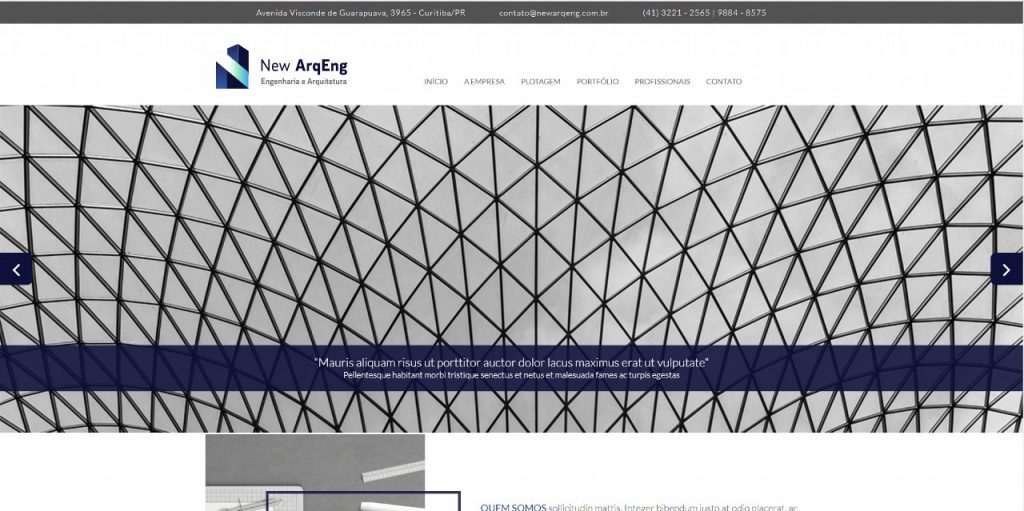 Avenida Visconde de Guarapuava, 3965 - Curitiba/PR contato@newarqeng.com.br (41) 3221 - 2565 | 9884 - 8575
New ArqEng
Engenharia e Arquitetura
INÍCIO A EMPRESA PLOTAGEM PORTFÓLIO PROFISSIONAIS CONTATO
"Mauris aliquam risus ut porttitor auctor dolor lacus maximus erat ut vulputate"
Pellentesque habitant morbi tristique senectus et netus et malesuada fames ac turpis egestas
QUEM SOMOS sollicitudin mattis. Integer bibendum justo at odio placerat, ac